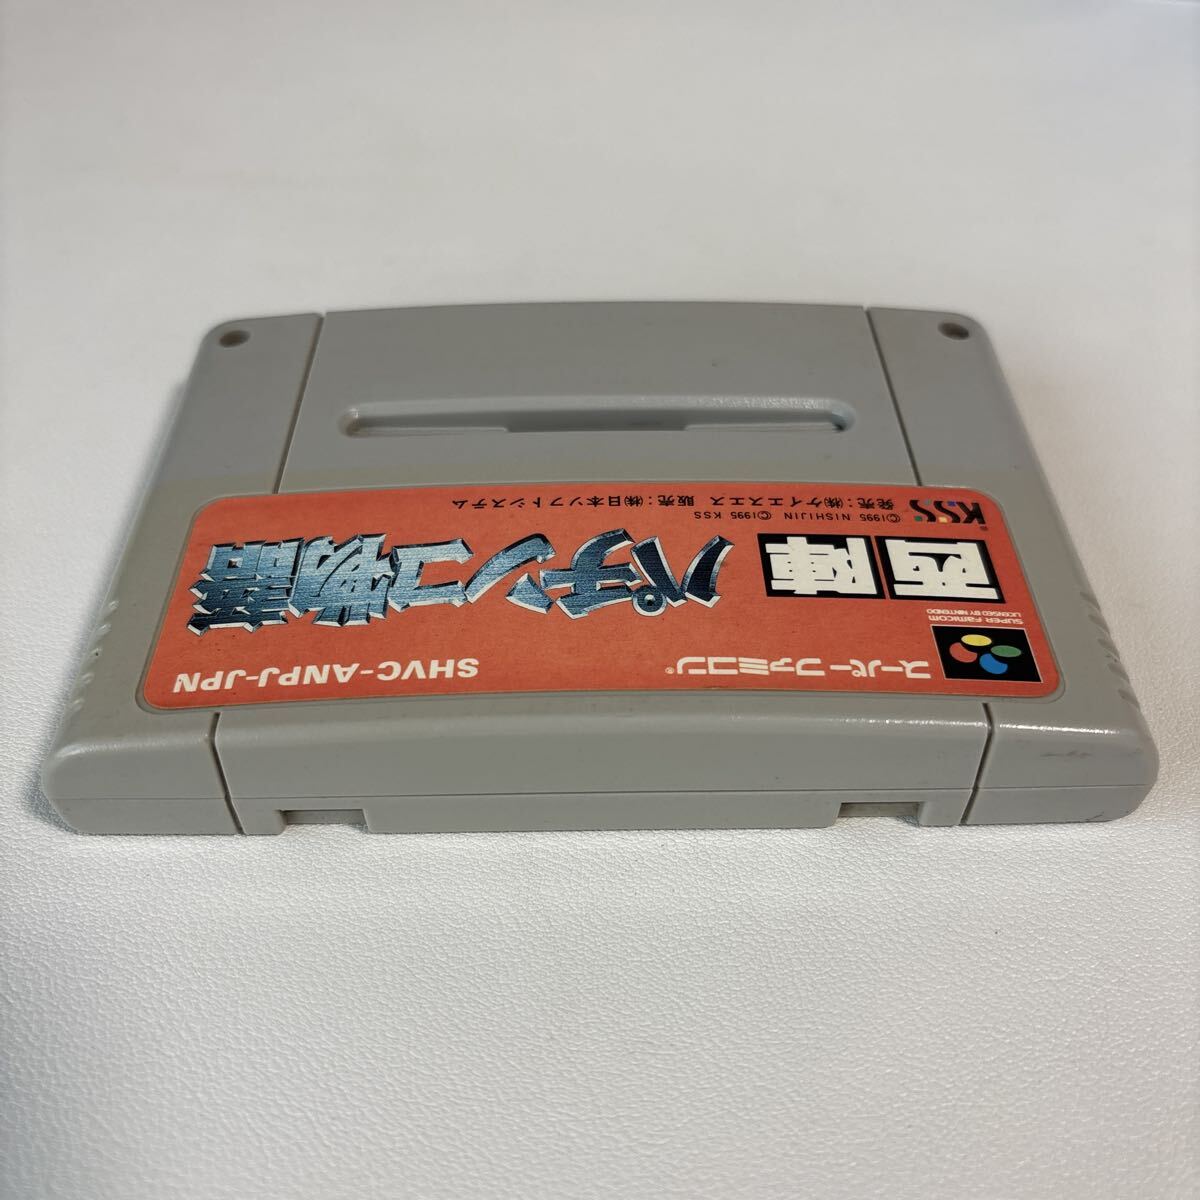 スーパーファミコン®
SHVC-ANPJ-JPN
SUPER FAMICOM
LICENSED BY NINTENDO
西陣
パチンコ物語
KSS
©1995 NISHIJIN ©1995 KSS
発売:㈱ケイエスエス 販売:㈱日本ソフトシステム